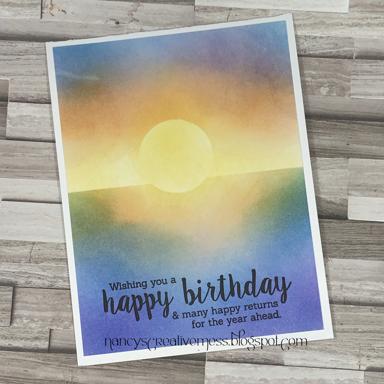 Wishing you a
happy birthday
& many happy returns
for the year ahead.
nancyscreativemess.blogspot.com